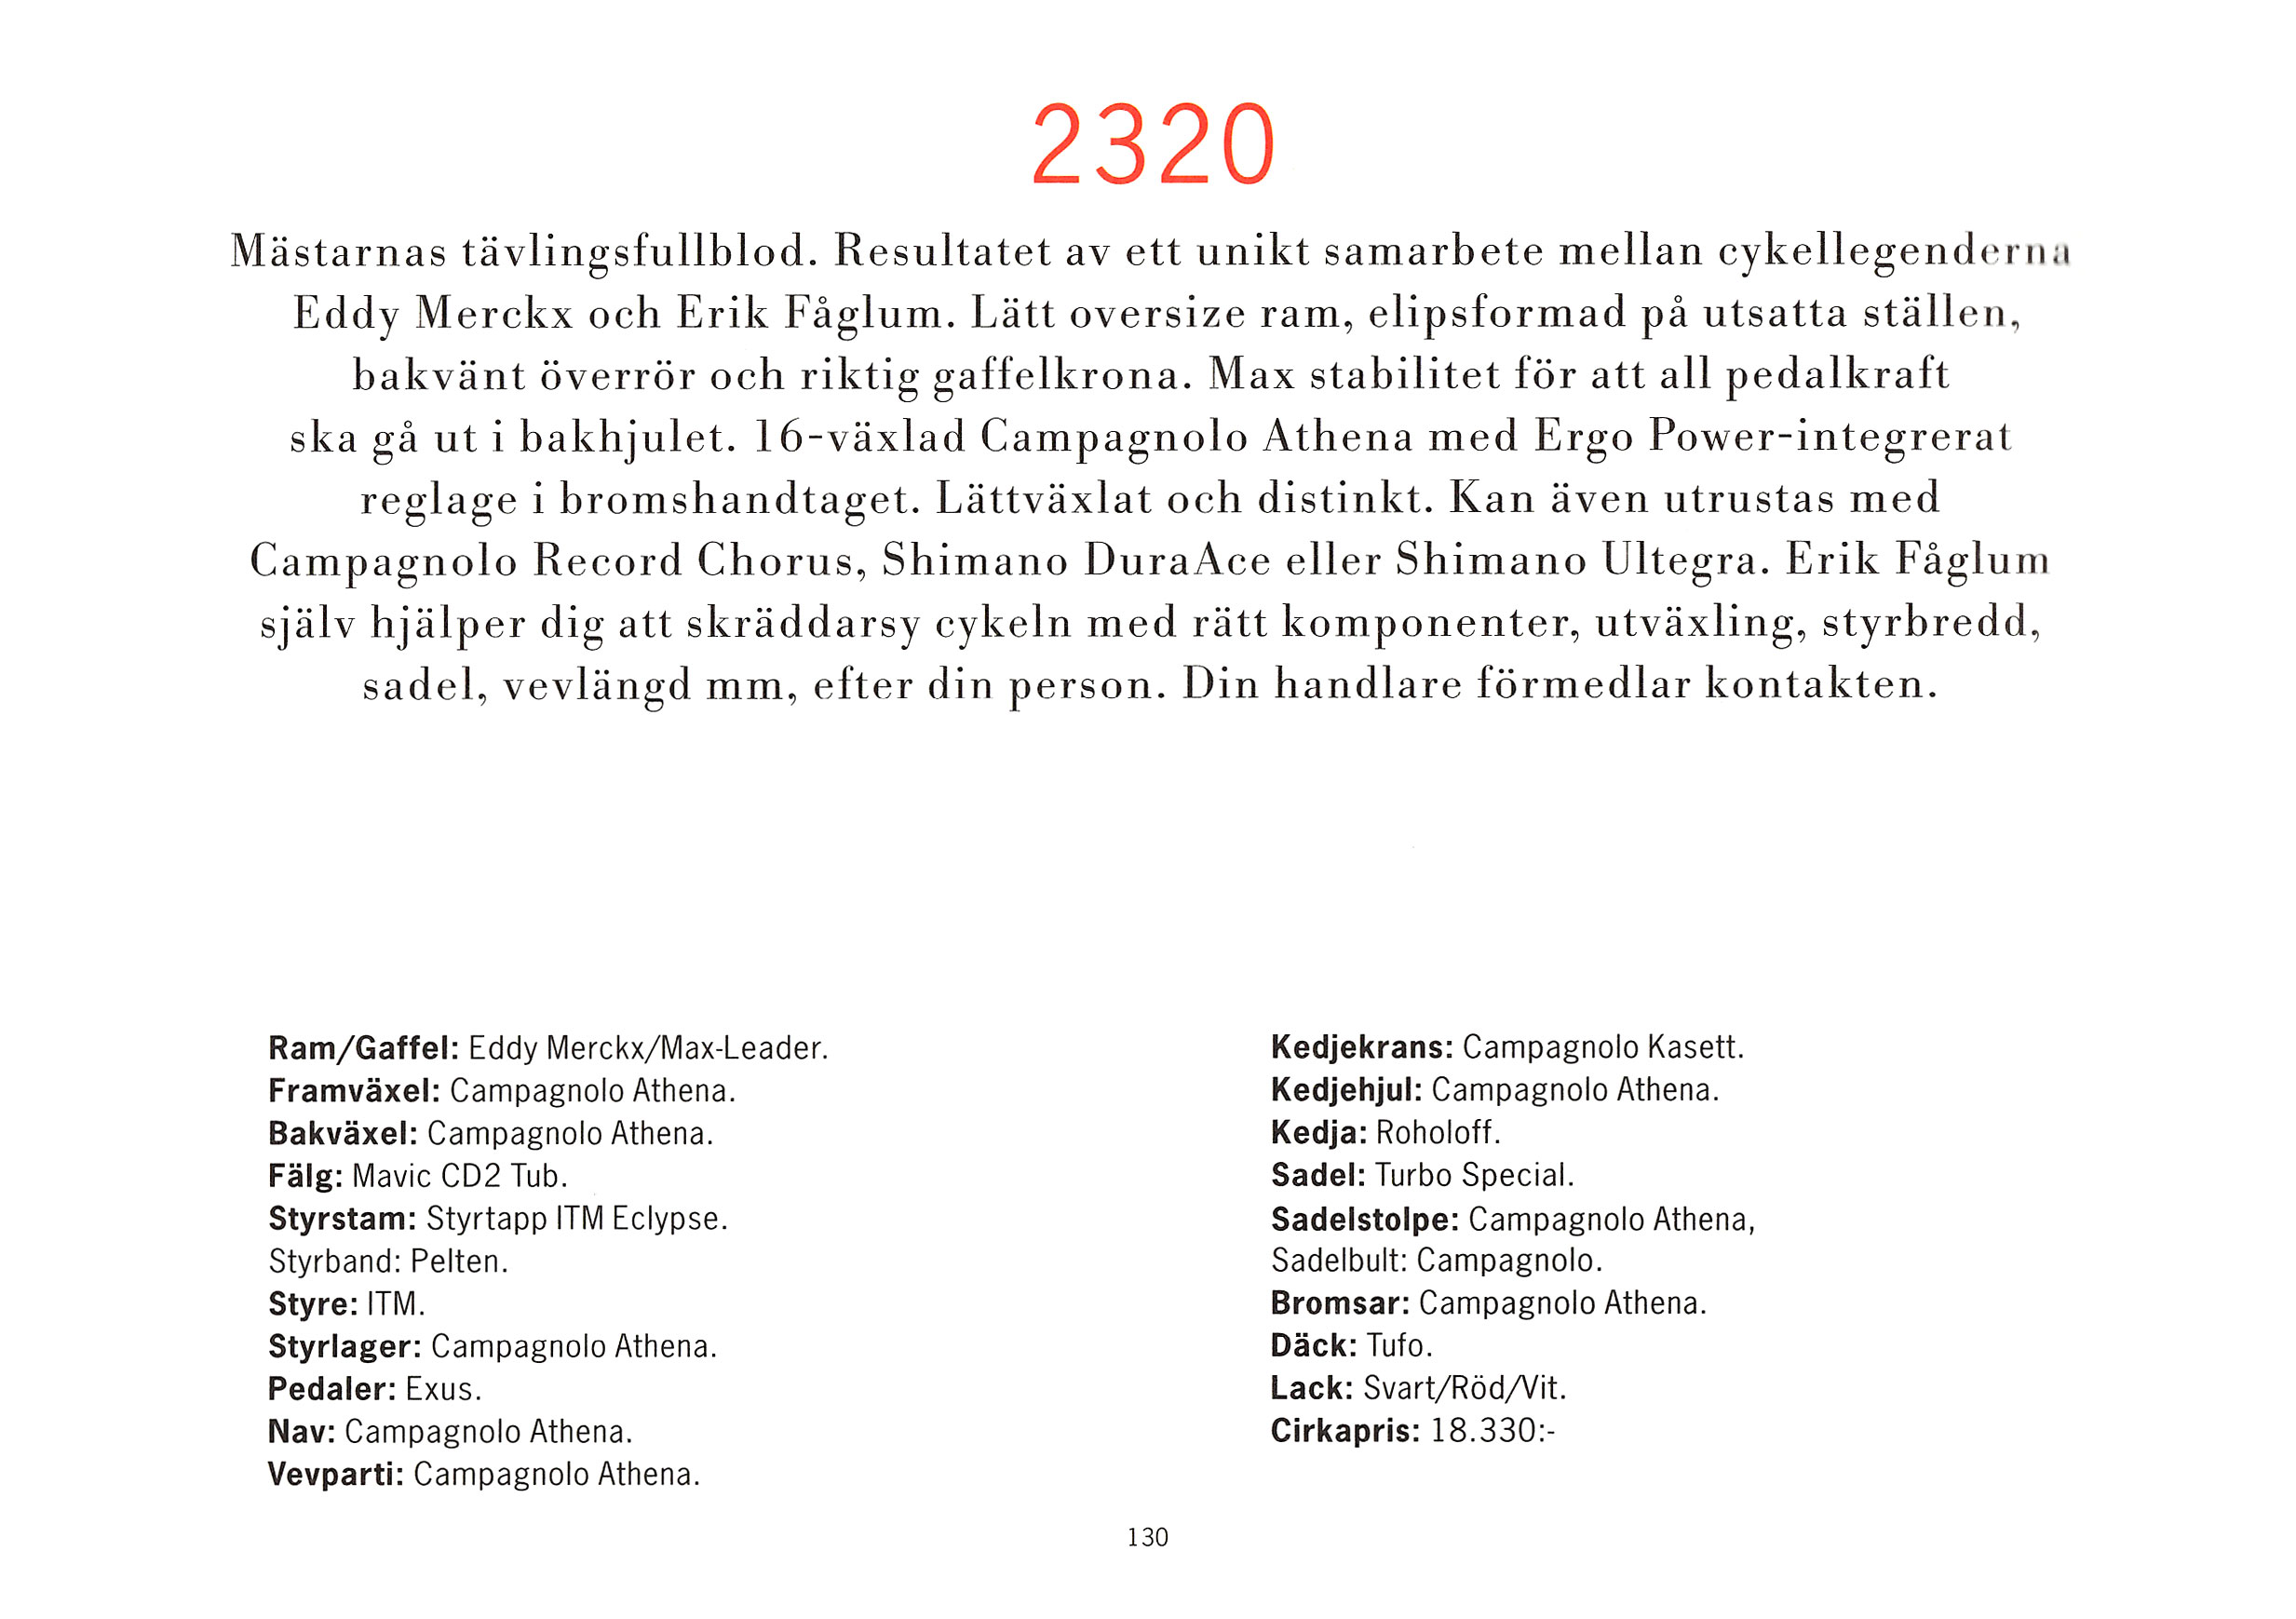 2320
Mästarnas tävlingsfullblod. Resultatet av ett unikt samarbete mellan cykellegenderna
Eddy Merckx och Erik Fåglum. Lätt oversize ram, elipsformad på utsatta ställen,
bakvänt överrör och riktig gaffelkrona. Max stabilitet för att all pedalkraft
ska gå ut i bakhjulet. 16-växlad Campagnolo Athena med Ergo Power-integrerat
reglage i bromshandtaget. Lättväxlat och distinkt. Kan även utrustas med
Campagnolo Record Chorus, Shimano DuraAce eller Shimano Ultegra. Erik Fåglum
själv hjälper dig att skräddarsy cykeln med rätt komponenter, utväxling, styrbredd,
sadel, vevlängd mm, efter din person. Din handlare förmedlar kontakten.
Ram/Gaffel: Eddy Merckx/Max-Leader.
Framväxel: Campagnolo Athena.
Bakväxel: Campagnolo Athena.
Fälg: Mavic CD2 Tub.
Styrstam: Styrtapp ITM Eclypse.
Styrband: Pelten.
Styre: ITM.
Styrlager: Campagnolo Athena.
Pedaler: Exus.
Nav: Campagnolo Athena.
Vevparti: Campagnolo Athena.
Kedjekrans: Campagnolo Kasett.
Kedjehjul: Campagnolo Athena.
Kedja: Roholoff.
Sadel: Turbo Special.
Sadelstolpe: Campagnolo Athena,
Sadelbult: Campagnolo.
Bromsar: Campagnolo Athena.
Däck: Tufo.
Lack: Svart/Röd/Vit.
Cirkapris: 18.330:-
130